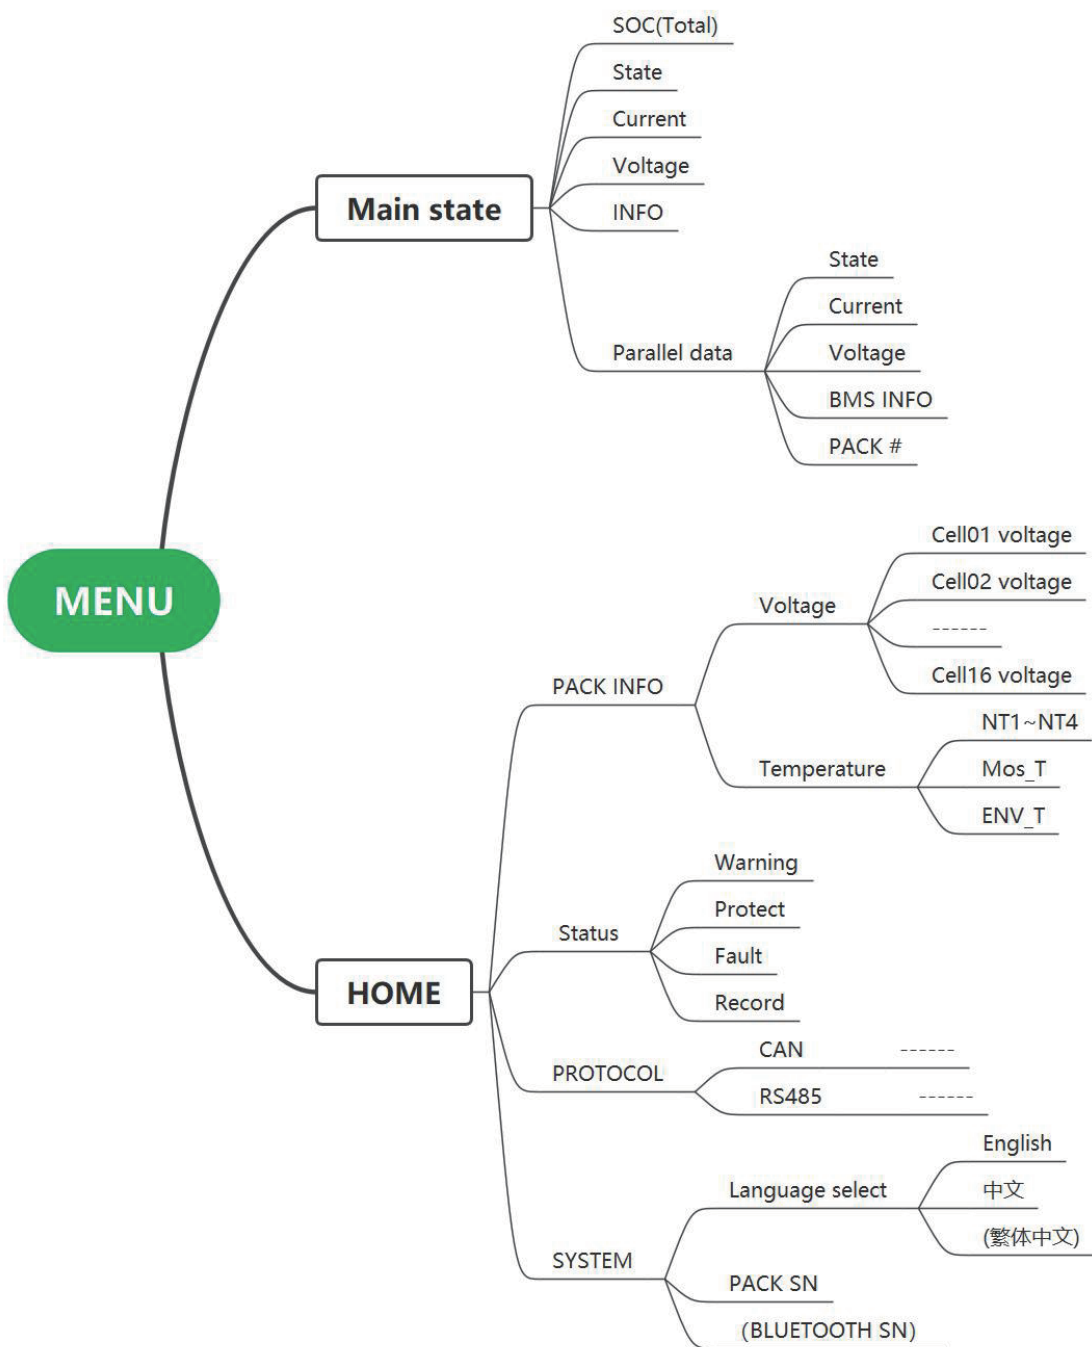 SOC(Total)
State
Current
Voltage
Main state
INFO
State
Current
Parallel data
Voltage
BMS INFO
PACK #
MENU
Cell01 voltage
Cell02 voltage
Voltage
------
Cell16 voltage
PACK INFO
NT1~NT4
Temperature
Mos_T
ENV_T
Warning
Protect
Status
Fault
Record
HOME
CAN ------
PROTOCOL
RS485 ------
English
Language select
中文
(繁体中文)
SYSTEM
PACK SN
(BLUETOOTH SN)